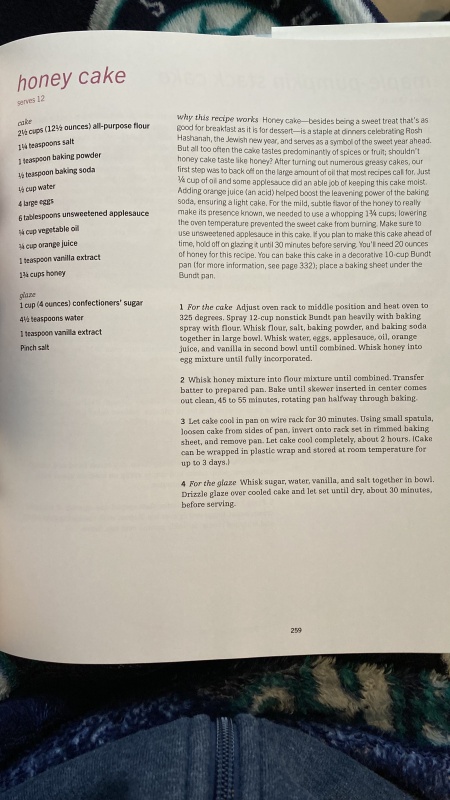 honey cake
serves 12
cake
2½ cups (12½ ounces) all-purpose flour
1¼ teaspoons salt
1 teaspoon baking powder
½ teaspoon baking soda
½ cup water
4 large eggs
6 tablespoons unsweetened applesauce
¼ cup vegetable oil
¼ cup orange juice
1 teaspoon vanilla extract
1¾ cups honey
glaze
1 cup (4 ounces) confectioners' sugar
4½ teaspoons water
1 teaspoon vanilla extract
Pinch salt
why this recipe works Honey cake—besides being a sweet treat that's as
good for breakfast as it is for dessert—is a staple at dinners celebrating Rosh
Hashanah, the Jewish new year, and serves as a symbol of the sweet year ahead.
But all too often the cake tastes predominantly of spices or fruit; shouldn't
honey cake taste like honey? After turning out numerous greasy cakes, our
first step was to back off on the large amount of oil that most recipes call for. Just
¼ cup of oil and some applesauce did an able job of keeping this cake moist.
Adding orange juice (an acid) helped boost the leavening power of the baking
soda, ensuring a light cake. For the mild, subtle flavor of the honey to really
make its presence known, we needed to use a whopping 1¾ cups; lowering
the oven temperature prevented the sweet cake from burning. Make sure to
use unsweetened applesauce in this cake. If you plan to make this cake ahead of
time, hold off on glazing it until 30 minutes before serving. You'll need 20 ounces
of honey for this recipe. You can bake this cake in a decorative 10-cup Bundt
pan (for more information, see page 332); place a baking sheet under the
Bundt pan.
1 For the cake Adjust oven rack to middle position and heat oven to
325 degrees. Spray 12-cup nonstick Bundt pan heavily with baking
spray with flour. Whisk flour, salt, baking powder, and baking soda
together in large bowl. Whisk water, eggs, applesauce, oil, orange
juice, and vanilla in second bowl until combined. Whisk honey into
egg mixture until fully incorporated.
2 Whisk honey mixture into flour mixture until combined. Transfer
batter to prepared pan. Bake until skewer inserted in center comes
out clean, 45 to 55 minutes, rotating pan halfway through baking.
3 Let cake cool in pan on wire rack for 30 minutes. Using small spatula,
loosen cake from sides of pan, invert onto rack set in rimmed baking
sheet, and remove pan. Let cake cool completely, about 2 hours. (Cake
can be wrapped in plastic wrap and stored at room temperature for
up to 3 days.)
4 For the glaze Whisk sugar, water, vanilla, and salt together in bowl.
Drizzle glaze over cooled cake and let set until dry, about 30 minutes,
before serving.
259